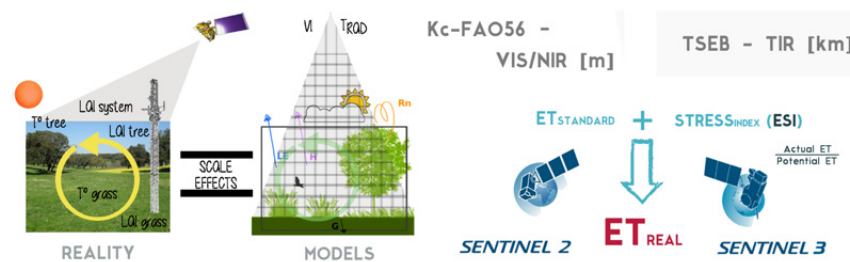 VI TRAD
Kc-FAO56 -
VIS/NIR [m]
TSEB - TIR [km]
LAI system
T° tree
LAI tree
Rn
LE
H
T° grass
LAI grass
G
SCALE
EFFECTS
REALITY
MODELS
ETSTANDARD + STRESSINDEX (ESI)
Actual ET
Potential ET
ETREAL
SENTINEL 2
SENTINEL 3